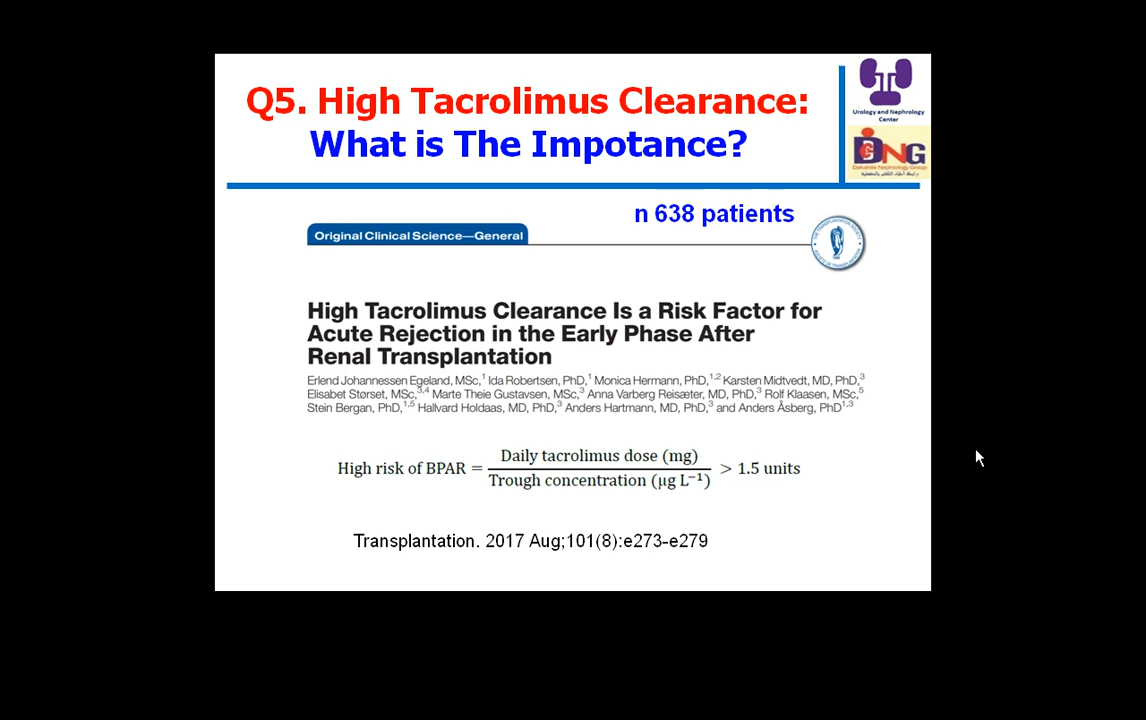 Q5. High Tacrolimus Clearance:
What is The Impotance?
Urology and Nephrology
Center
DNG
Dakahlia Nephrology Group
n 638 patients
Original Clinical Science—General
High Tacrolimus Clearance Is a Risk Factor for
Acute Rejection in the Early Phase After
Renal Transplantation
Erlend Johannessen Egeland, MSc,¹ Ida Robertsen, PhD,¹ Monica Hermann, PhD,¹,² Karsten Midtvedt, MD, PhD,³
Elisabet Størset, MSc,³,⁴ Marte Theie Gustavsen, MSc,³ Anna Varberg Reisæter, MD, PhD,³ Rolf Klaasen, MSc,⁵
Stein Bergan, PhD,¹,⁵ Hallvard Holdaas, MD, PhD,³ Anders Hartmann, MD, PhD,³ and Anders Åsberg, PhD¹,³
Daily tacrolimus dose (mg)
High risk of BPAR = > 1.5 units
Trough concentration (μg L⁻¹)
Transplantation. 2017 Aug;101(8):e273-e279